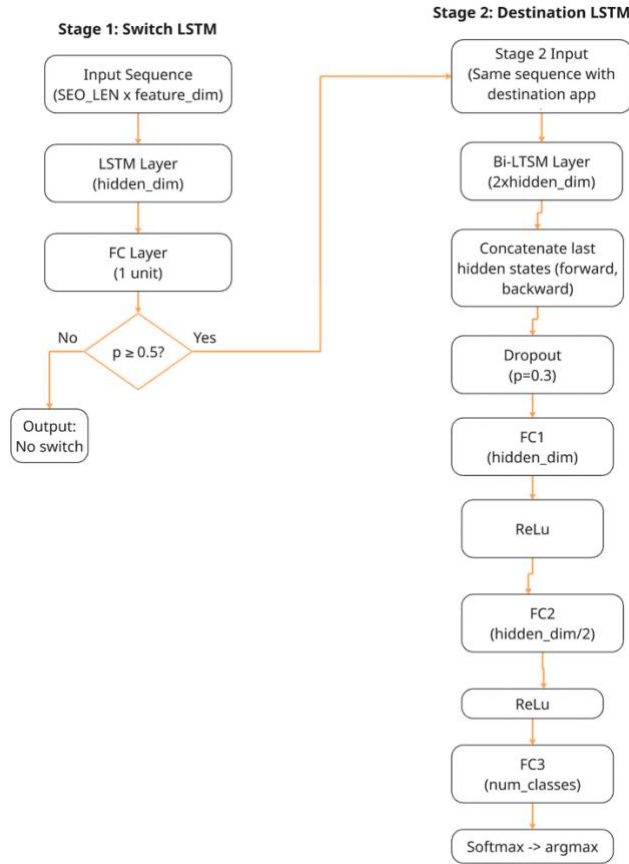 Stage 1: Switch LSTM
Input Sequence
(SEO_LEN x feature_dim)
LSTM Layer
(hidden_dim)
FC Layer
(1 unit)
No
p ≥ 0.5?
Yes
Output:
No switch
Stage 2: Destination LSTM
Stage 2 Input
(Same sequence with
destination app
Bi-LTSM Layer
(2xhidden_dim)
Concatenate last
hidden states (forward,
backward)
Dropout
(p=0.3)
FC1
(hidden_dim)
ReLu
FC2
(hidden_dim/2)
ReLu
FC3
(num_classes)
Softmax -> argmax